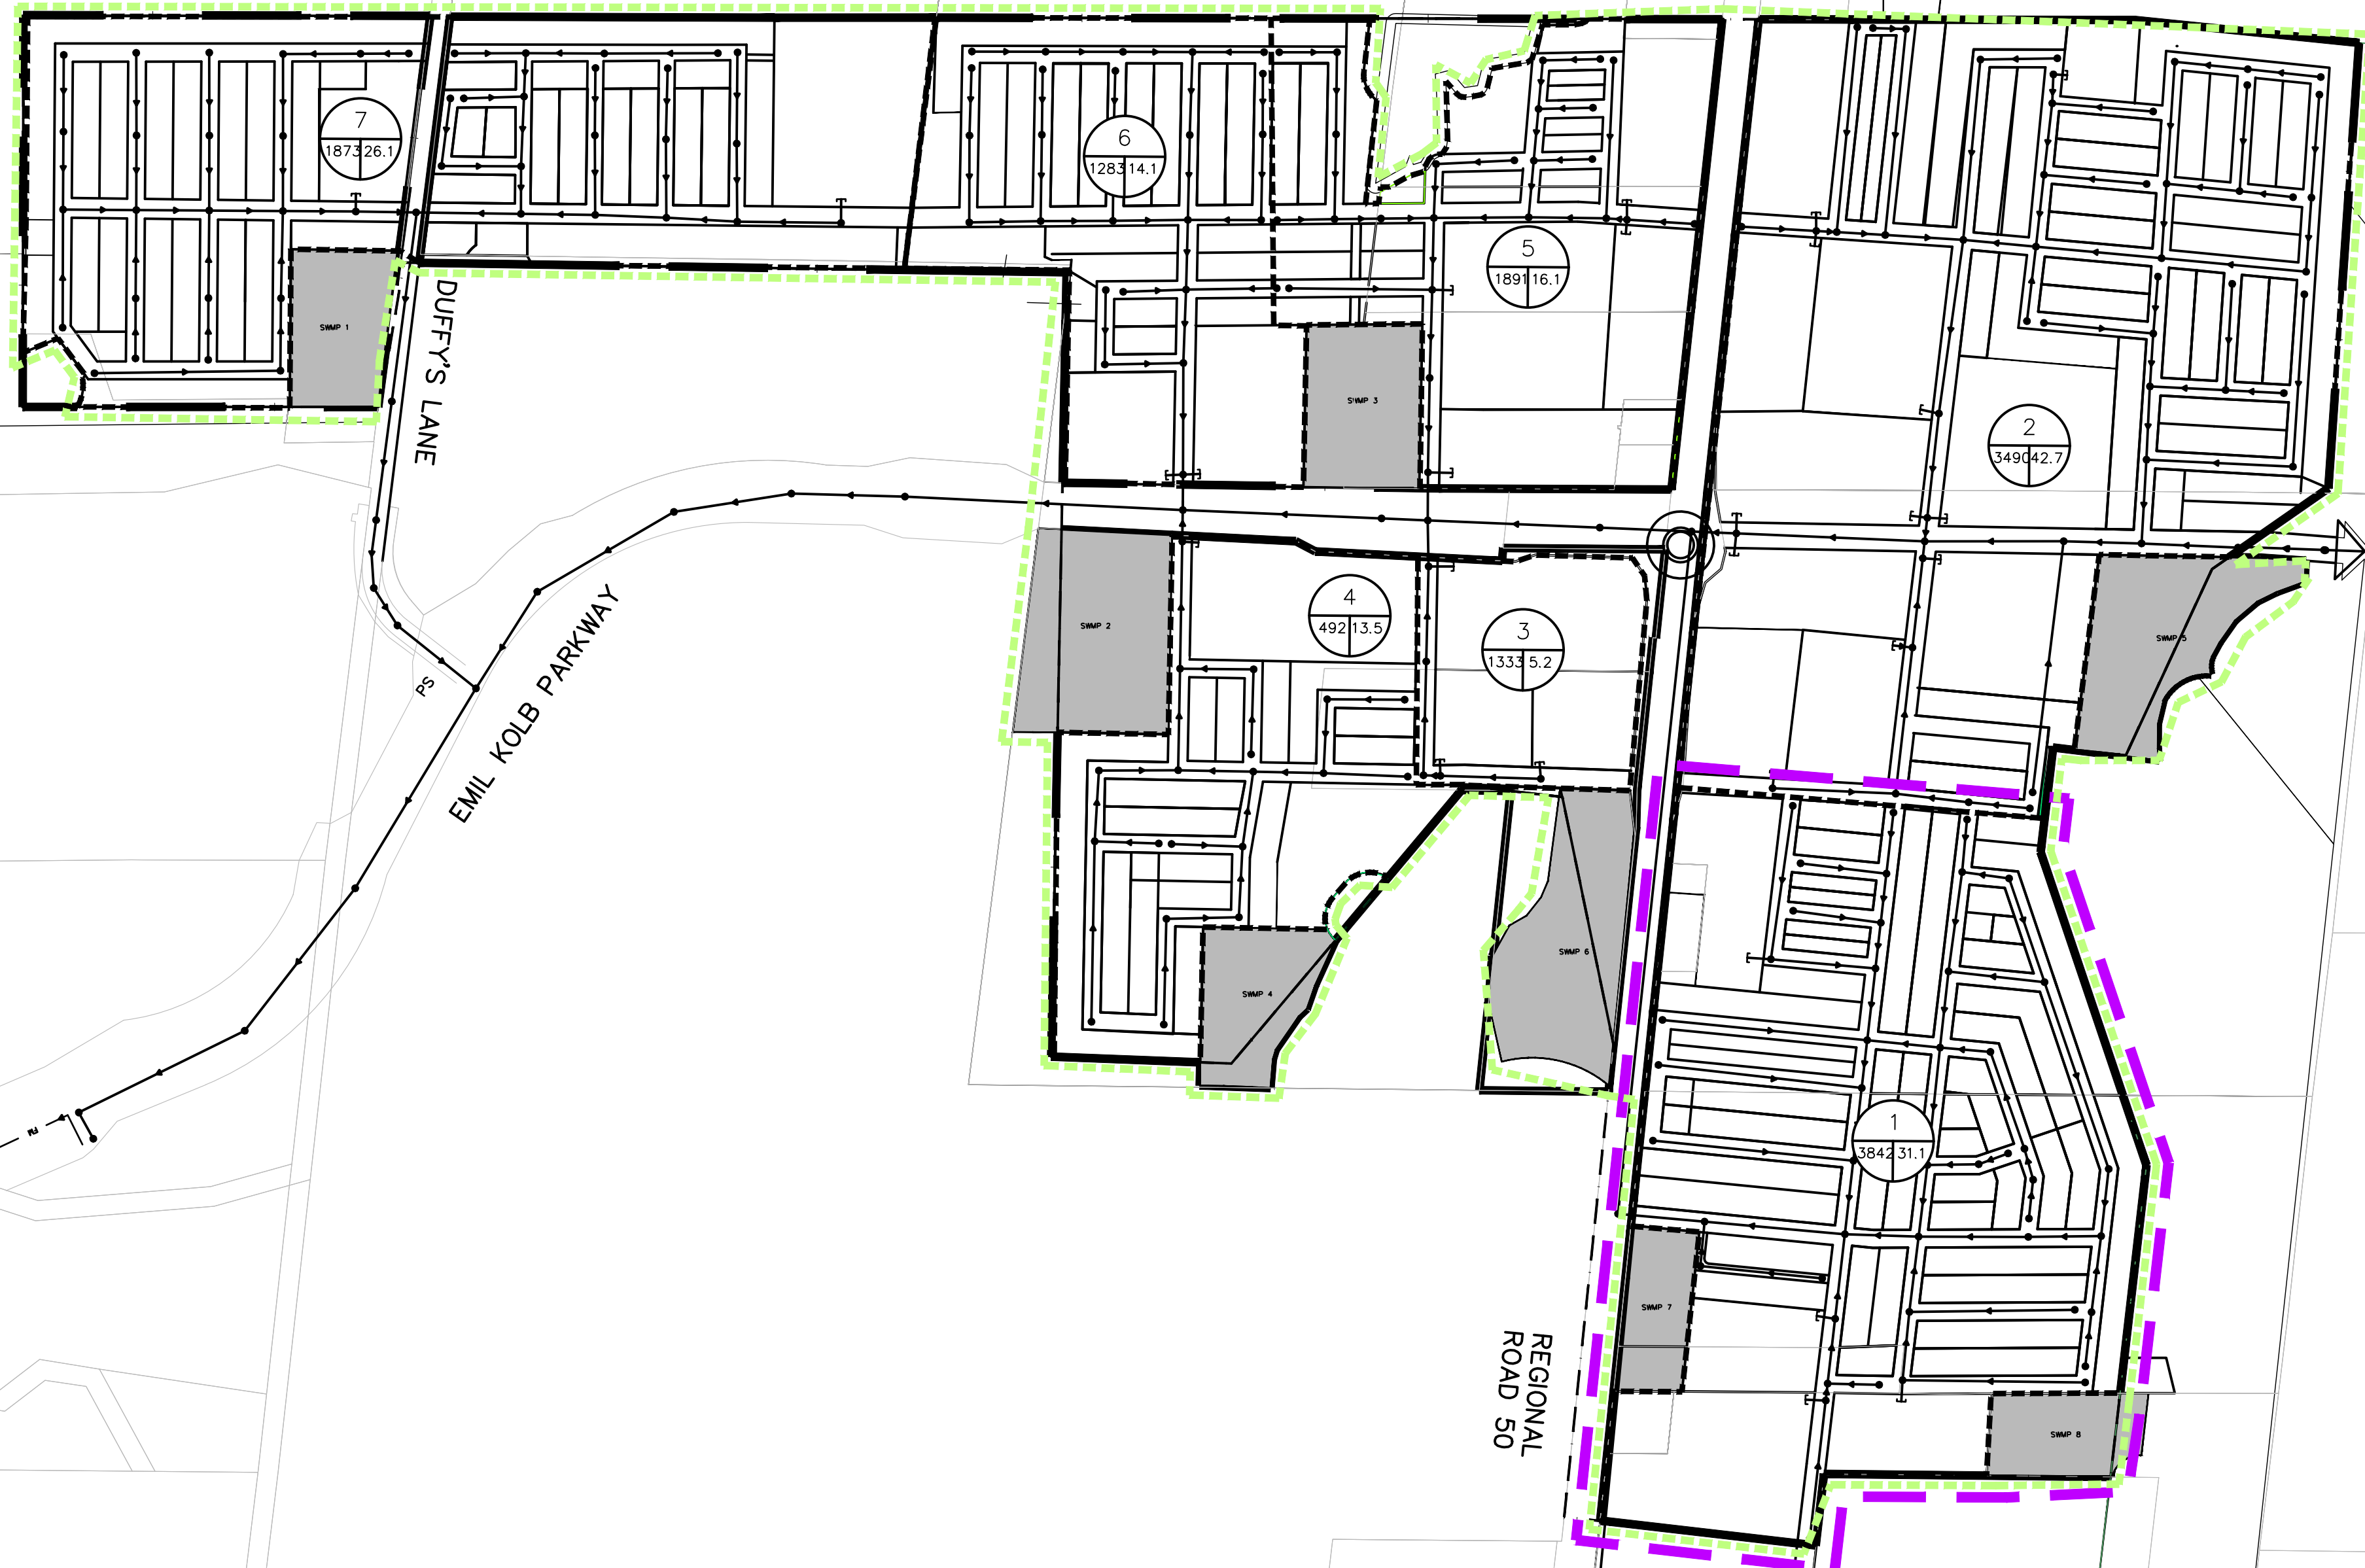 7
1873 26.1
6
1283 14.1
5
1891 16.1
2
3490 42.7
SWMP 1
DUFFY'S LANE
SWMP 3
4
492 13.5
3
1333 5.2
SWMP 2
SWMP 5
PS
EMIL KOLB PARKWAY
SWMP 6
SWMP 4
FM
1
3842 31.1
SWMP 7
REGIONAL
ROAD 50
SWMP 8